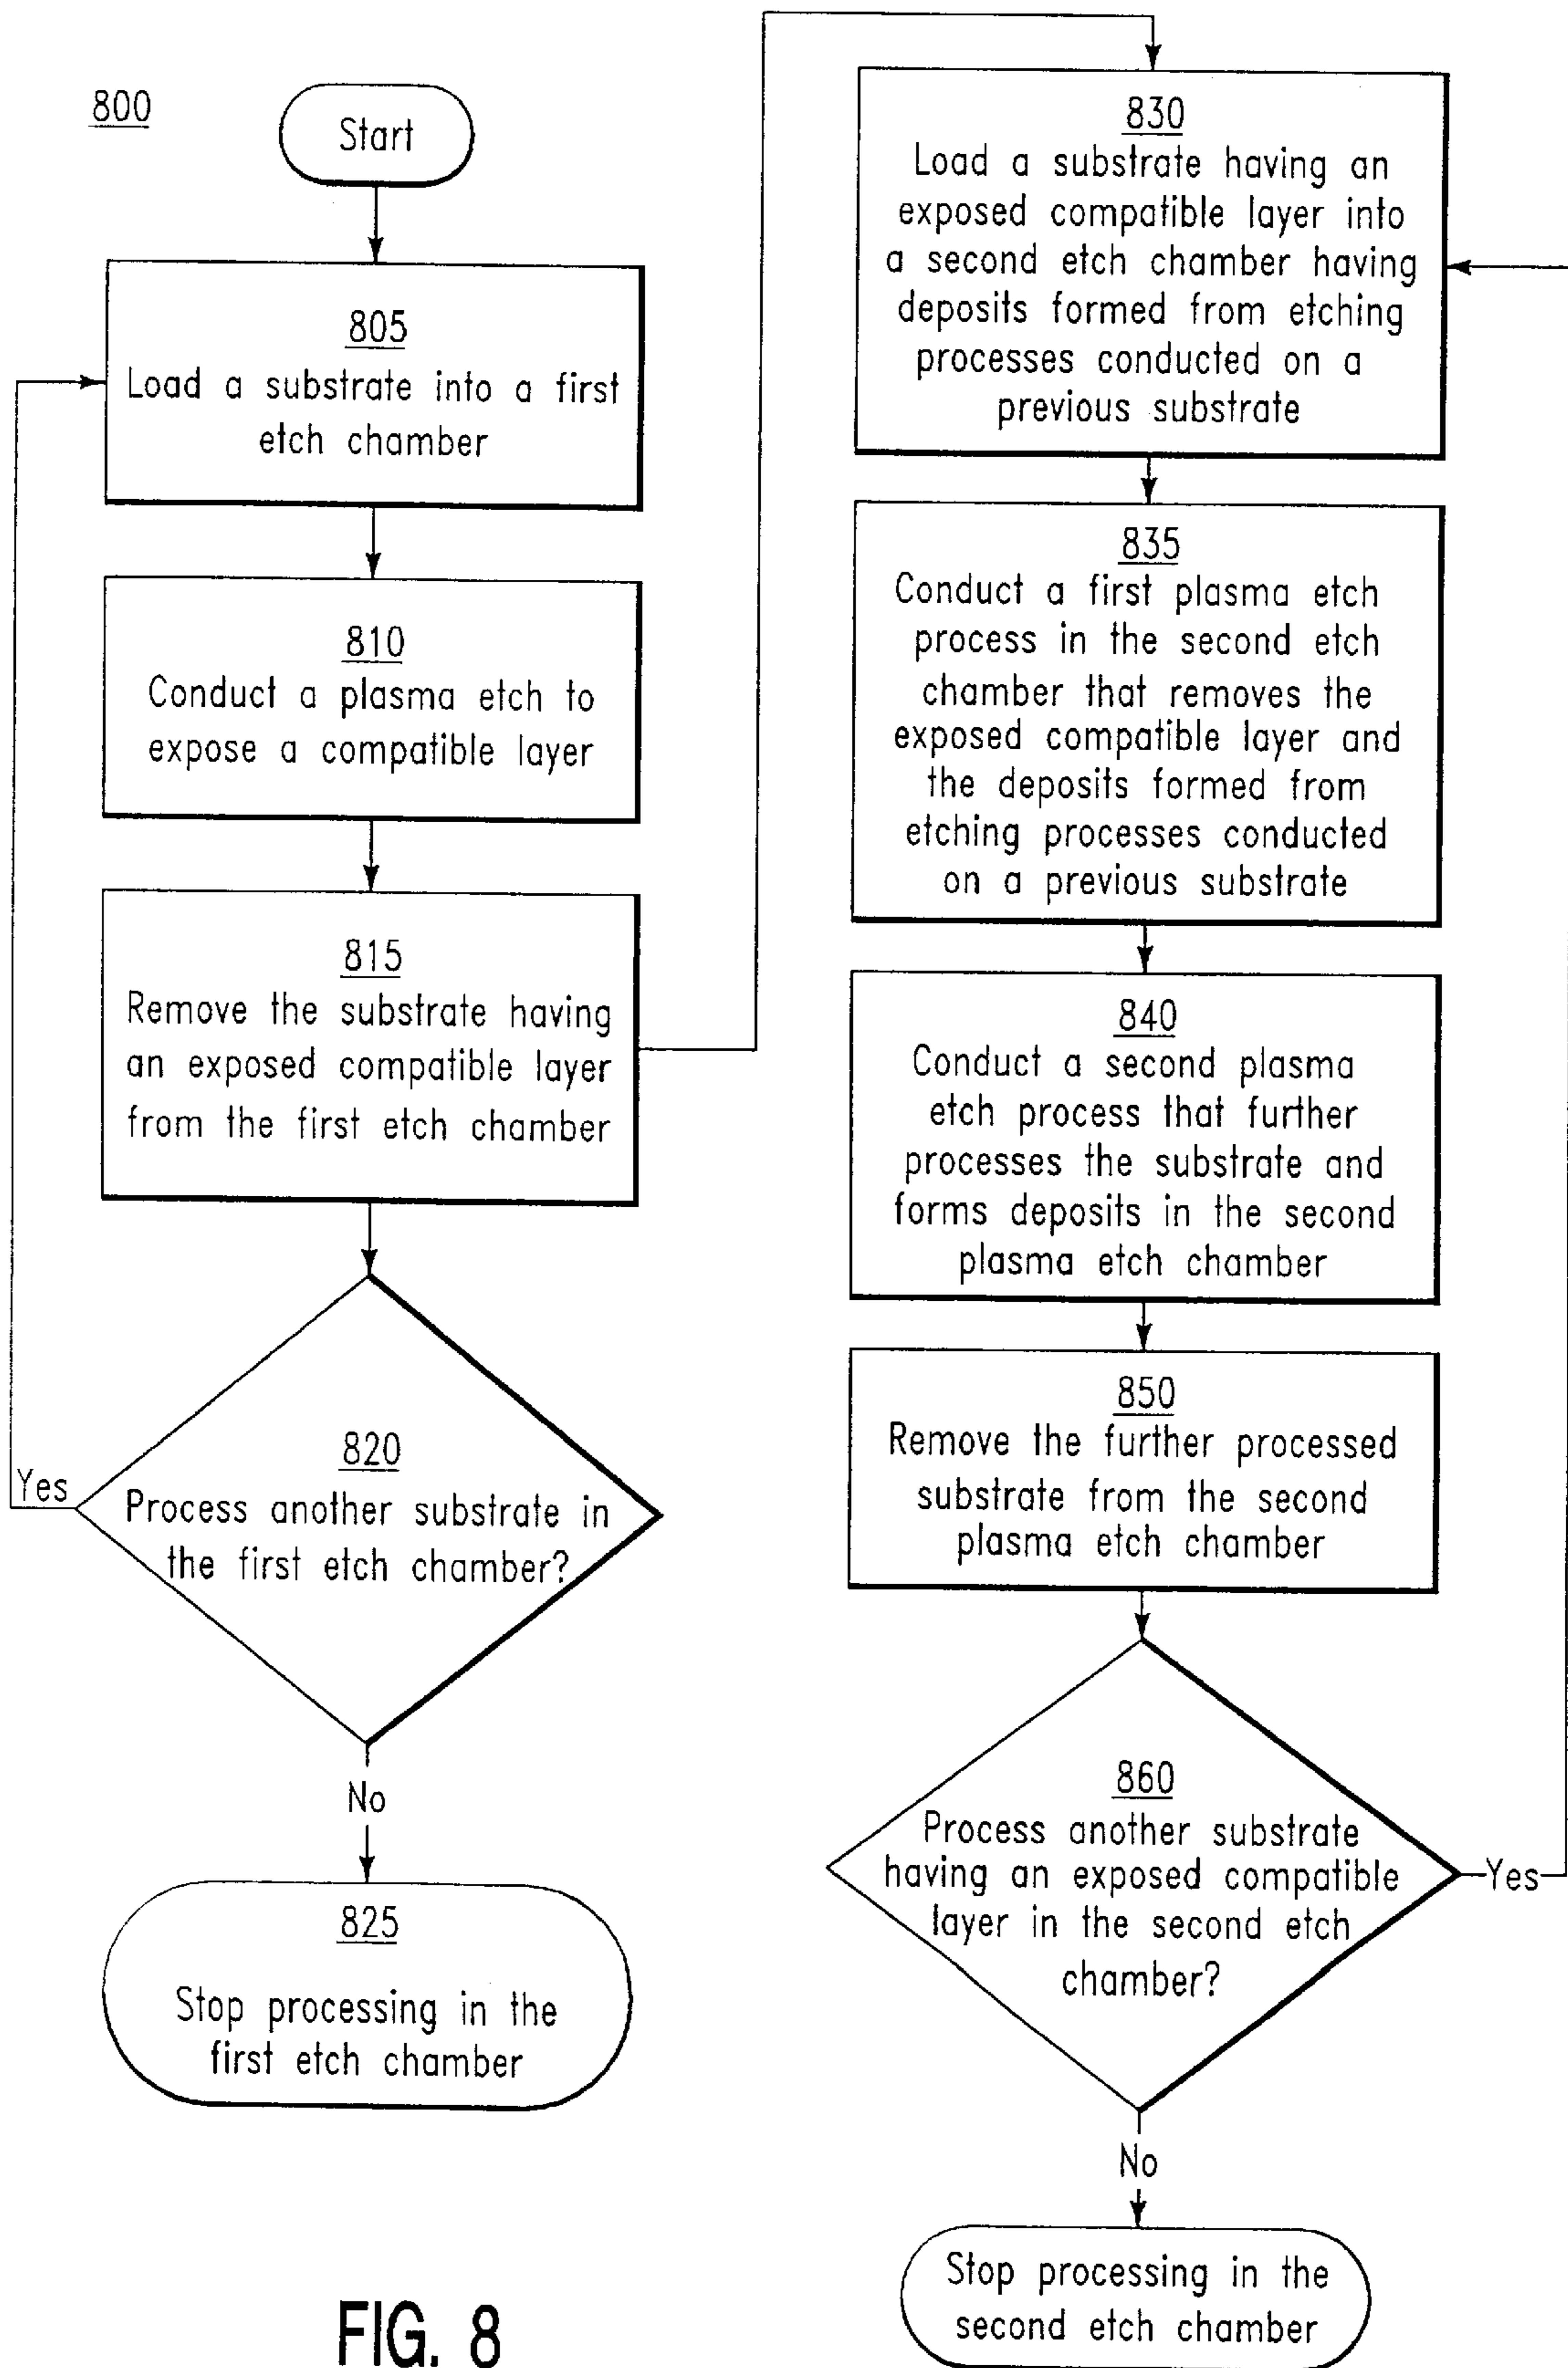 800
Start
805
Load a substrate into a first
etch chamber
810
Conduct a plasma etch to
expose a compatible layer
815
Remove the substrate having
an exposed compatible layer
from the first etch chamber
820
Process another substrate in
the first etch chamber?
Yes
No
825
Stop processing in the
first etch chamber
830
Load a substrate having an
exposed compatible layer into
a second etch chamber having
deposits formed from etching
processes conducted on a
previous substrate
835
Conduct a first plasma etch
process in the second etch
chamber that removes the
exposed compatible layer and
the deposits formed from
etching processes conducted
on a previous substrate
840
Conduct a second plasma
etch process that further
processes the substrate and
forms deposits in the second
plasma etch chamber
850
Remove the further processed
substrate from the second
plasma etch chamber
860
Process another substrate
having an exposed compatible
layer in the second etch
chamber?
Yes
No
Stop processing in the
second etch chamber
FIG. 8